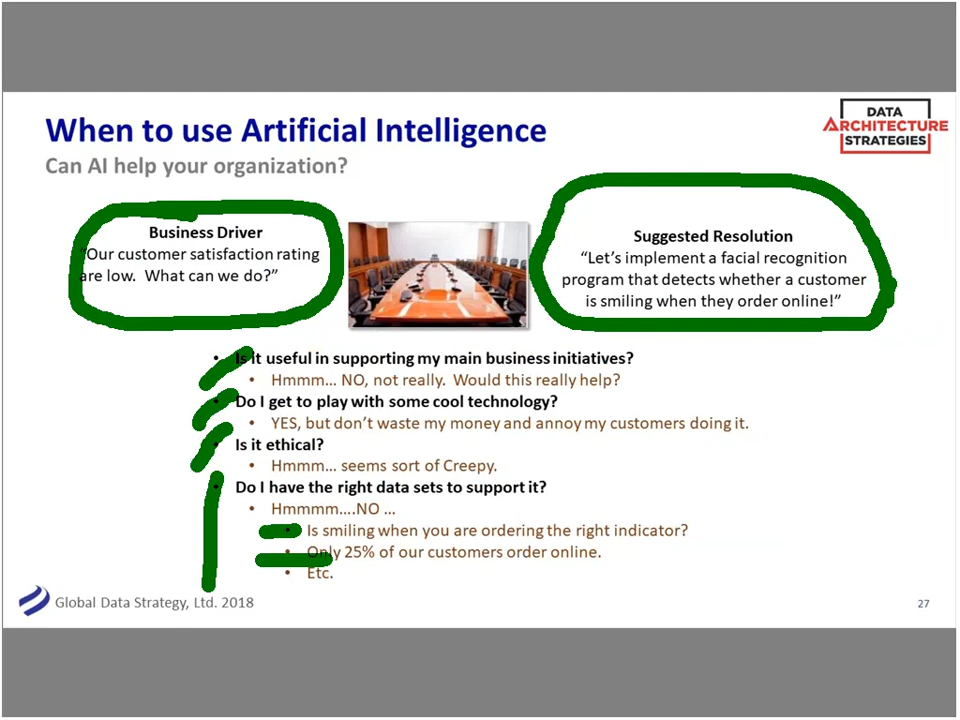 When to use Artificial Intelligence
Can AI help your organization?
DATA
ARCHITECTURE
STRATEGIES
Business Driver
“Our customer satisfaction rating
are low. What can we do?”
Suggested Resolution
“Let’s implement a facial recognition
program that detects whether a customer
is smiling when they order online!”
• Is it useful in supporting my main business initiatives?
• Hmmm… NO, not really. Would this really help?
• Do I get to play with some cool technology?
• YES, but don’t waste my money and annoy my customers doing it.
• Is it ethical?
• Hmmm… seems sort of Creepy.
• Do I have the right data sets to support it?
• Hmmmm….NO …
• Is smiling when you are ordering the right indicator?
• Only 25% of our customers order online.
• Etc.
Global Data Strategy, Ltd. 2018
27